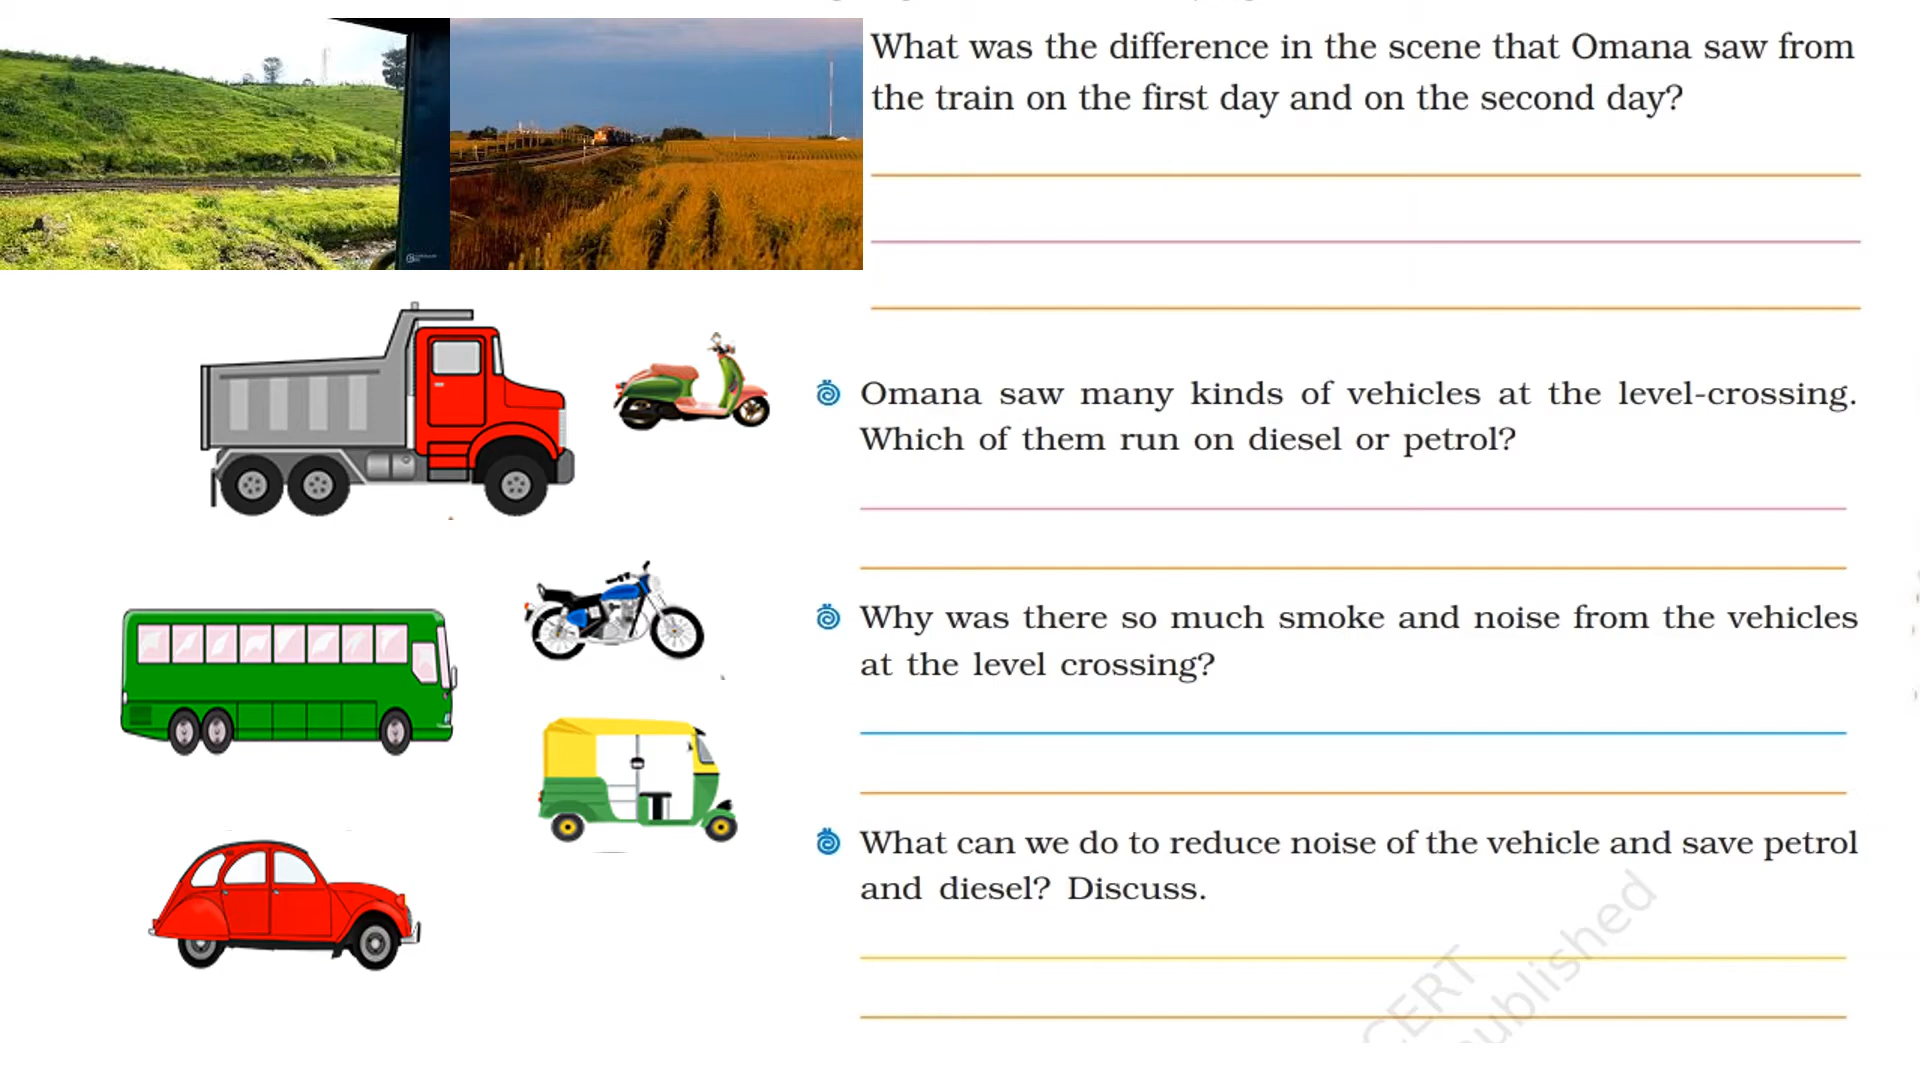 What was the difference in the scene that Omana saw from
the train on the first day and on the second day?
Omana saw many kinds of vehicles at the level-crossing.
Which of them run on diesel or petrol?
Why was there so much smoke and noise from the vehicles
at the level crossing?
What can we do to reduce noise of the vehicle and save petrol
and diesel? Discuss.
CERT
ublished